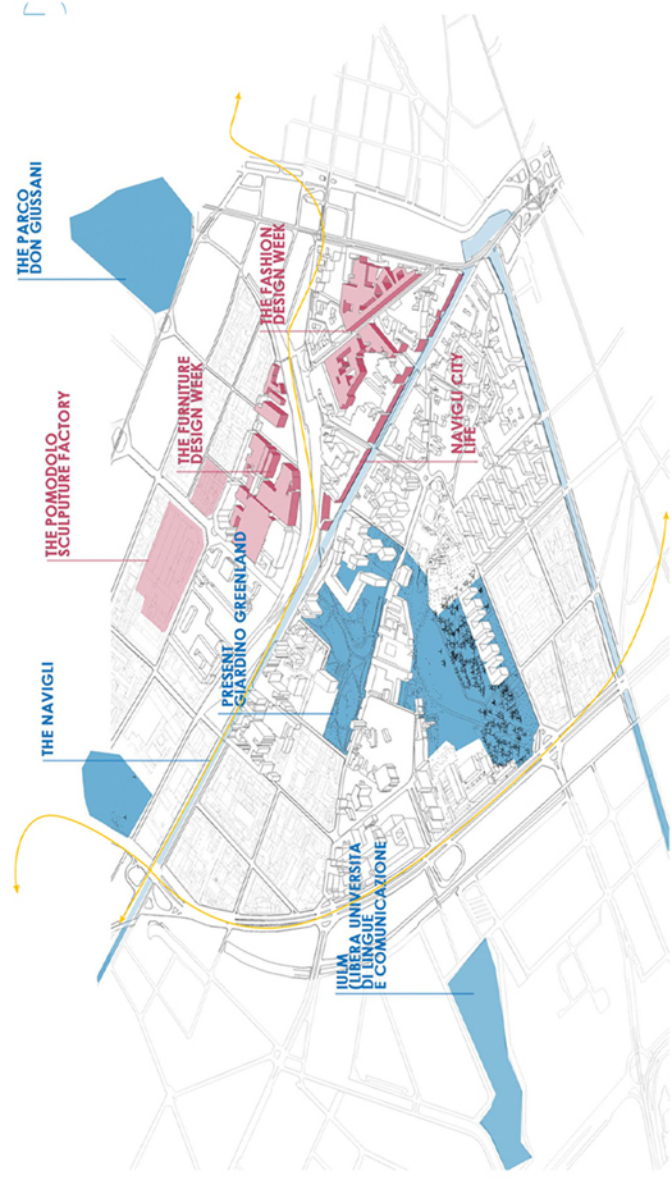 THE PARCO
DON GIUSSANI
THE FASHION
DESIGN WEEK
THE FURNITURE
DESIGN WEEK
THE POMODOLO
SCULPUTURE FACTORY
NAVIGLI CITY
LIFE
THE NAVIGLI
PRESENT
GIARDINO GREENLAND
IULM
(LIBERA UNIVERSITA
DI LINGUE
E COMUNICAZIONE